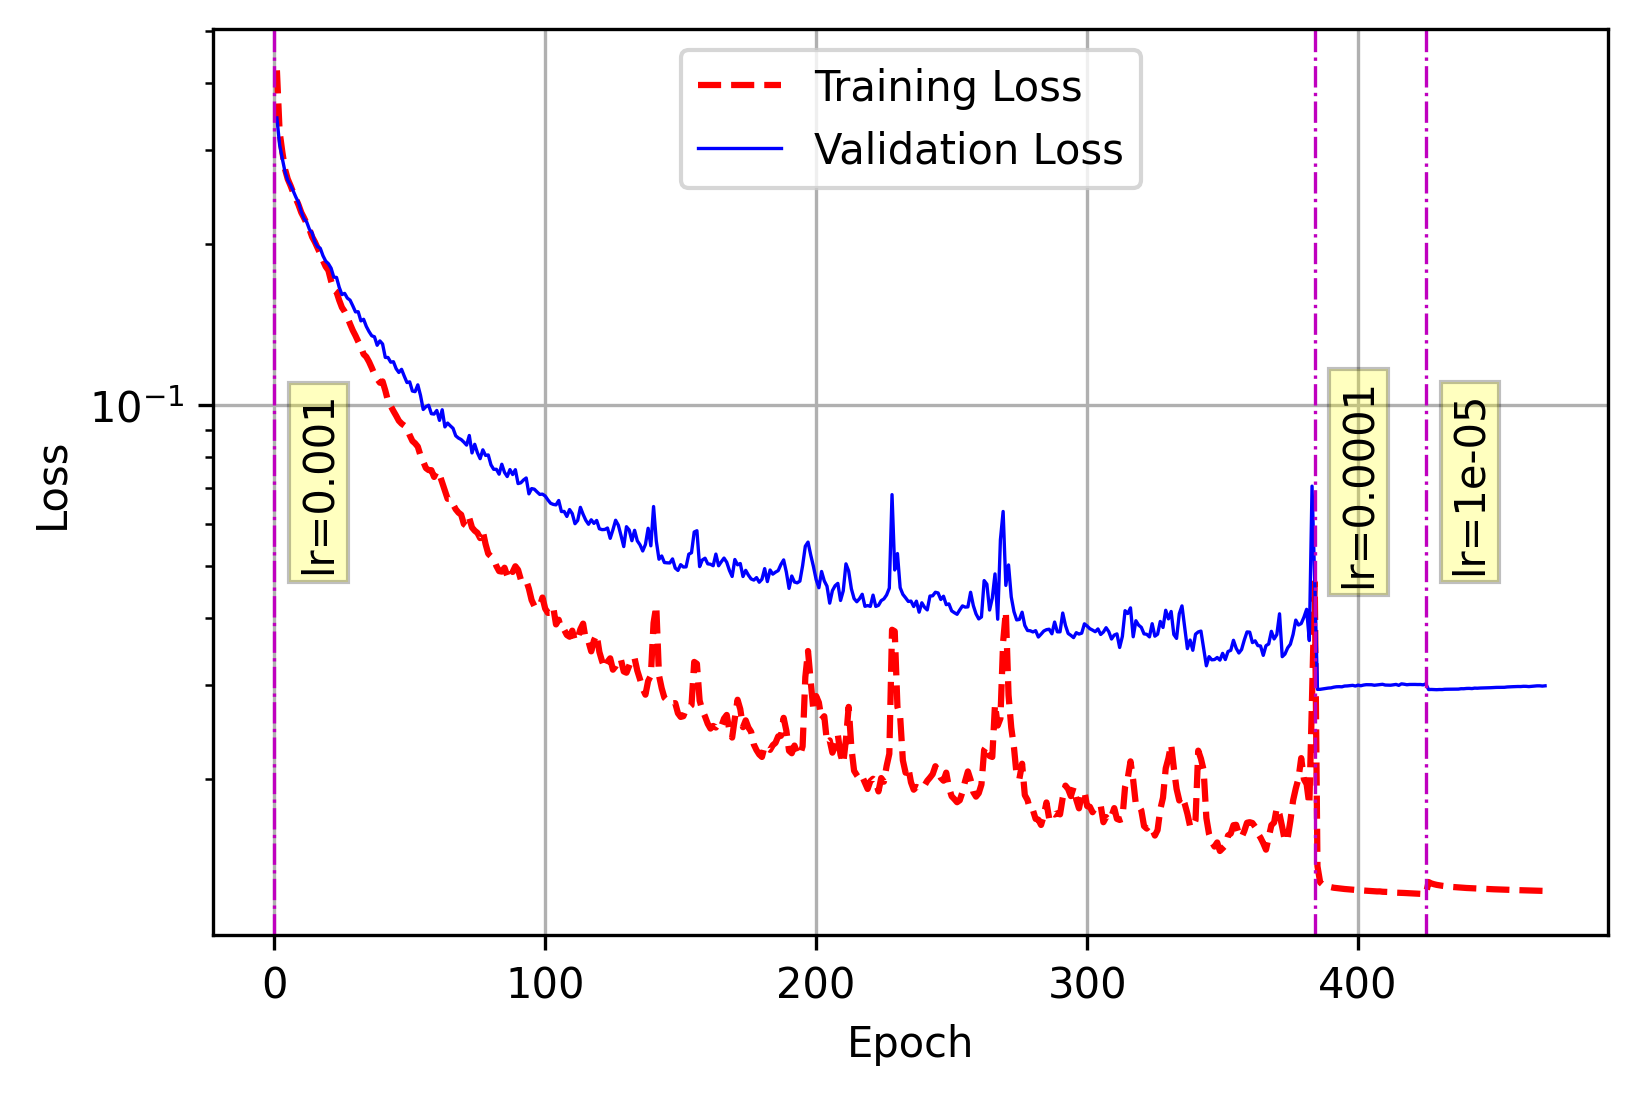 Training Loss
Validation Loss
10⁻¹
Loss
lr=0.001
lr=0.0001
lr=1e-05
0 100 200 300 400
Epoch